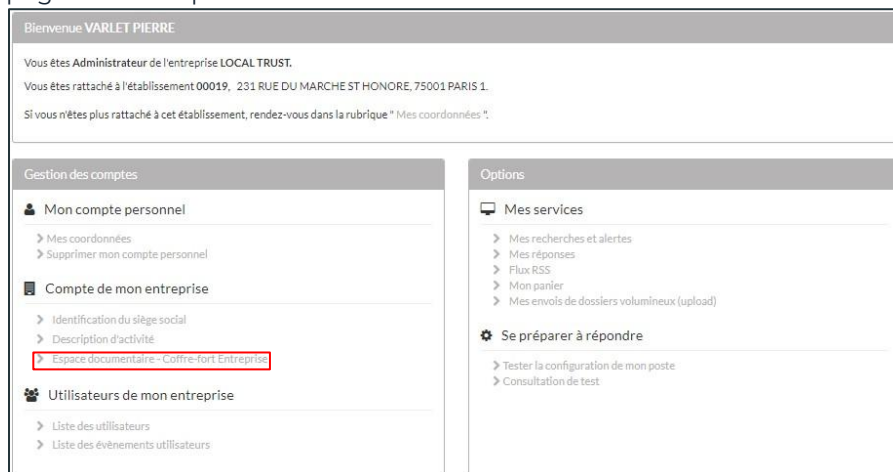 Bienvenue VARLET PIERRE
Vous êtes Administrateur de l'entreprise LOCAL TRUST.
Vous êtes rattaché à l'établissement 00019, 231 RUE DU MARCHE ST HONORE, 75001 PARIS 1.
Si vous n'êtes plus rattaché à cet établissement, rendez-vous dans la rubrique " Mes coordonnées ".
Gestion des comptes
Mon compte personnel
Mes coordonnées
Supprimer mon compte personnel
Compte de mon entreprise
Identification du siège social
Description d'activité
Espace documentaire - Coffre-fort Entreprise
Utilisateurs de mon entreprise
Liste des utilisateurs
Liste des évènements utilisateurs
Options
Mes services
Mes recherches et alertes
Mes réponses
Flux RSS
Mon panier
Mes envois de dossiers volumineux (upload)
Se préparer à répondre
Tester la configuration de mon poste
Consultation de test